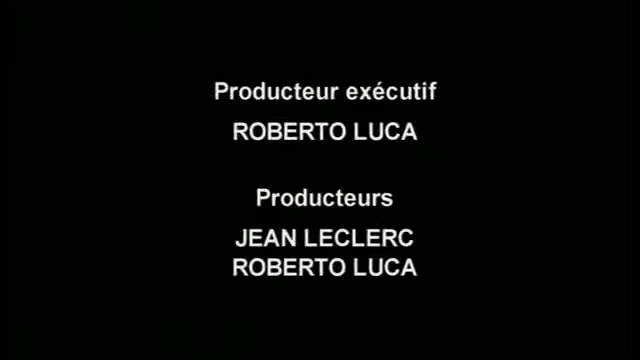 Producteur exécutif
ROBERTO LUCA
Producteurs
JEAN LECLERC
ROBERTO LUCA